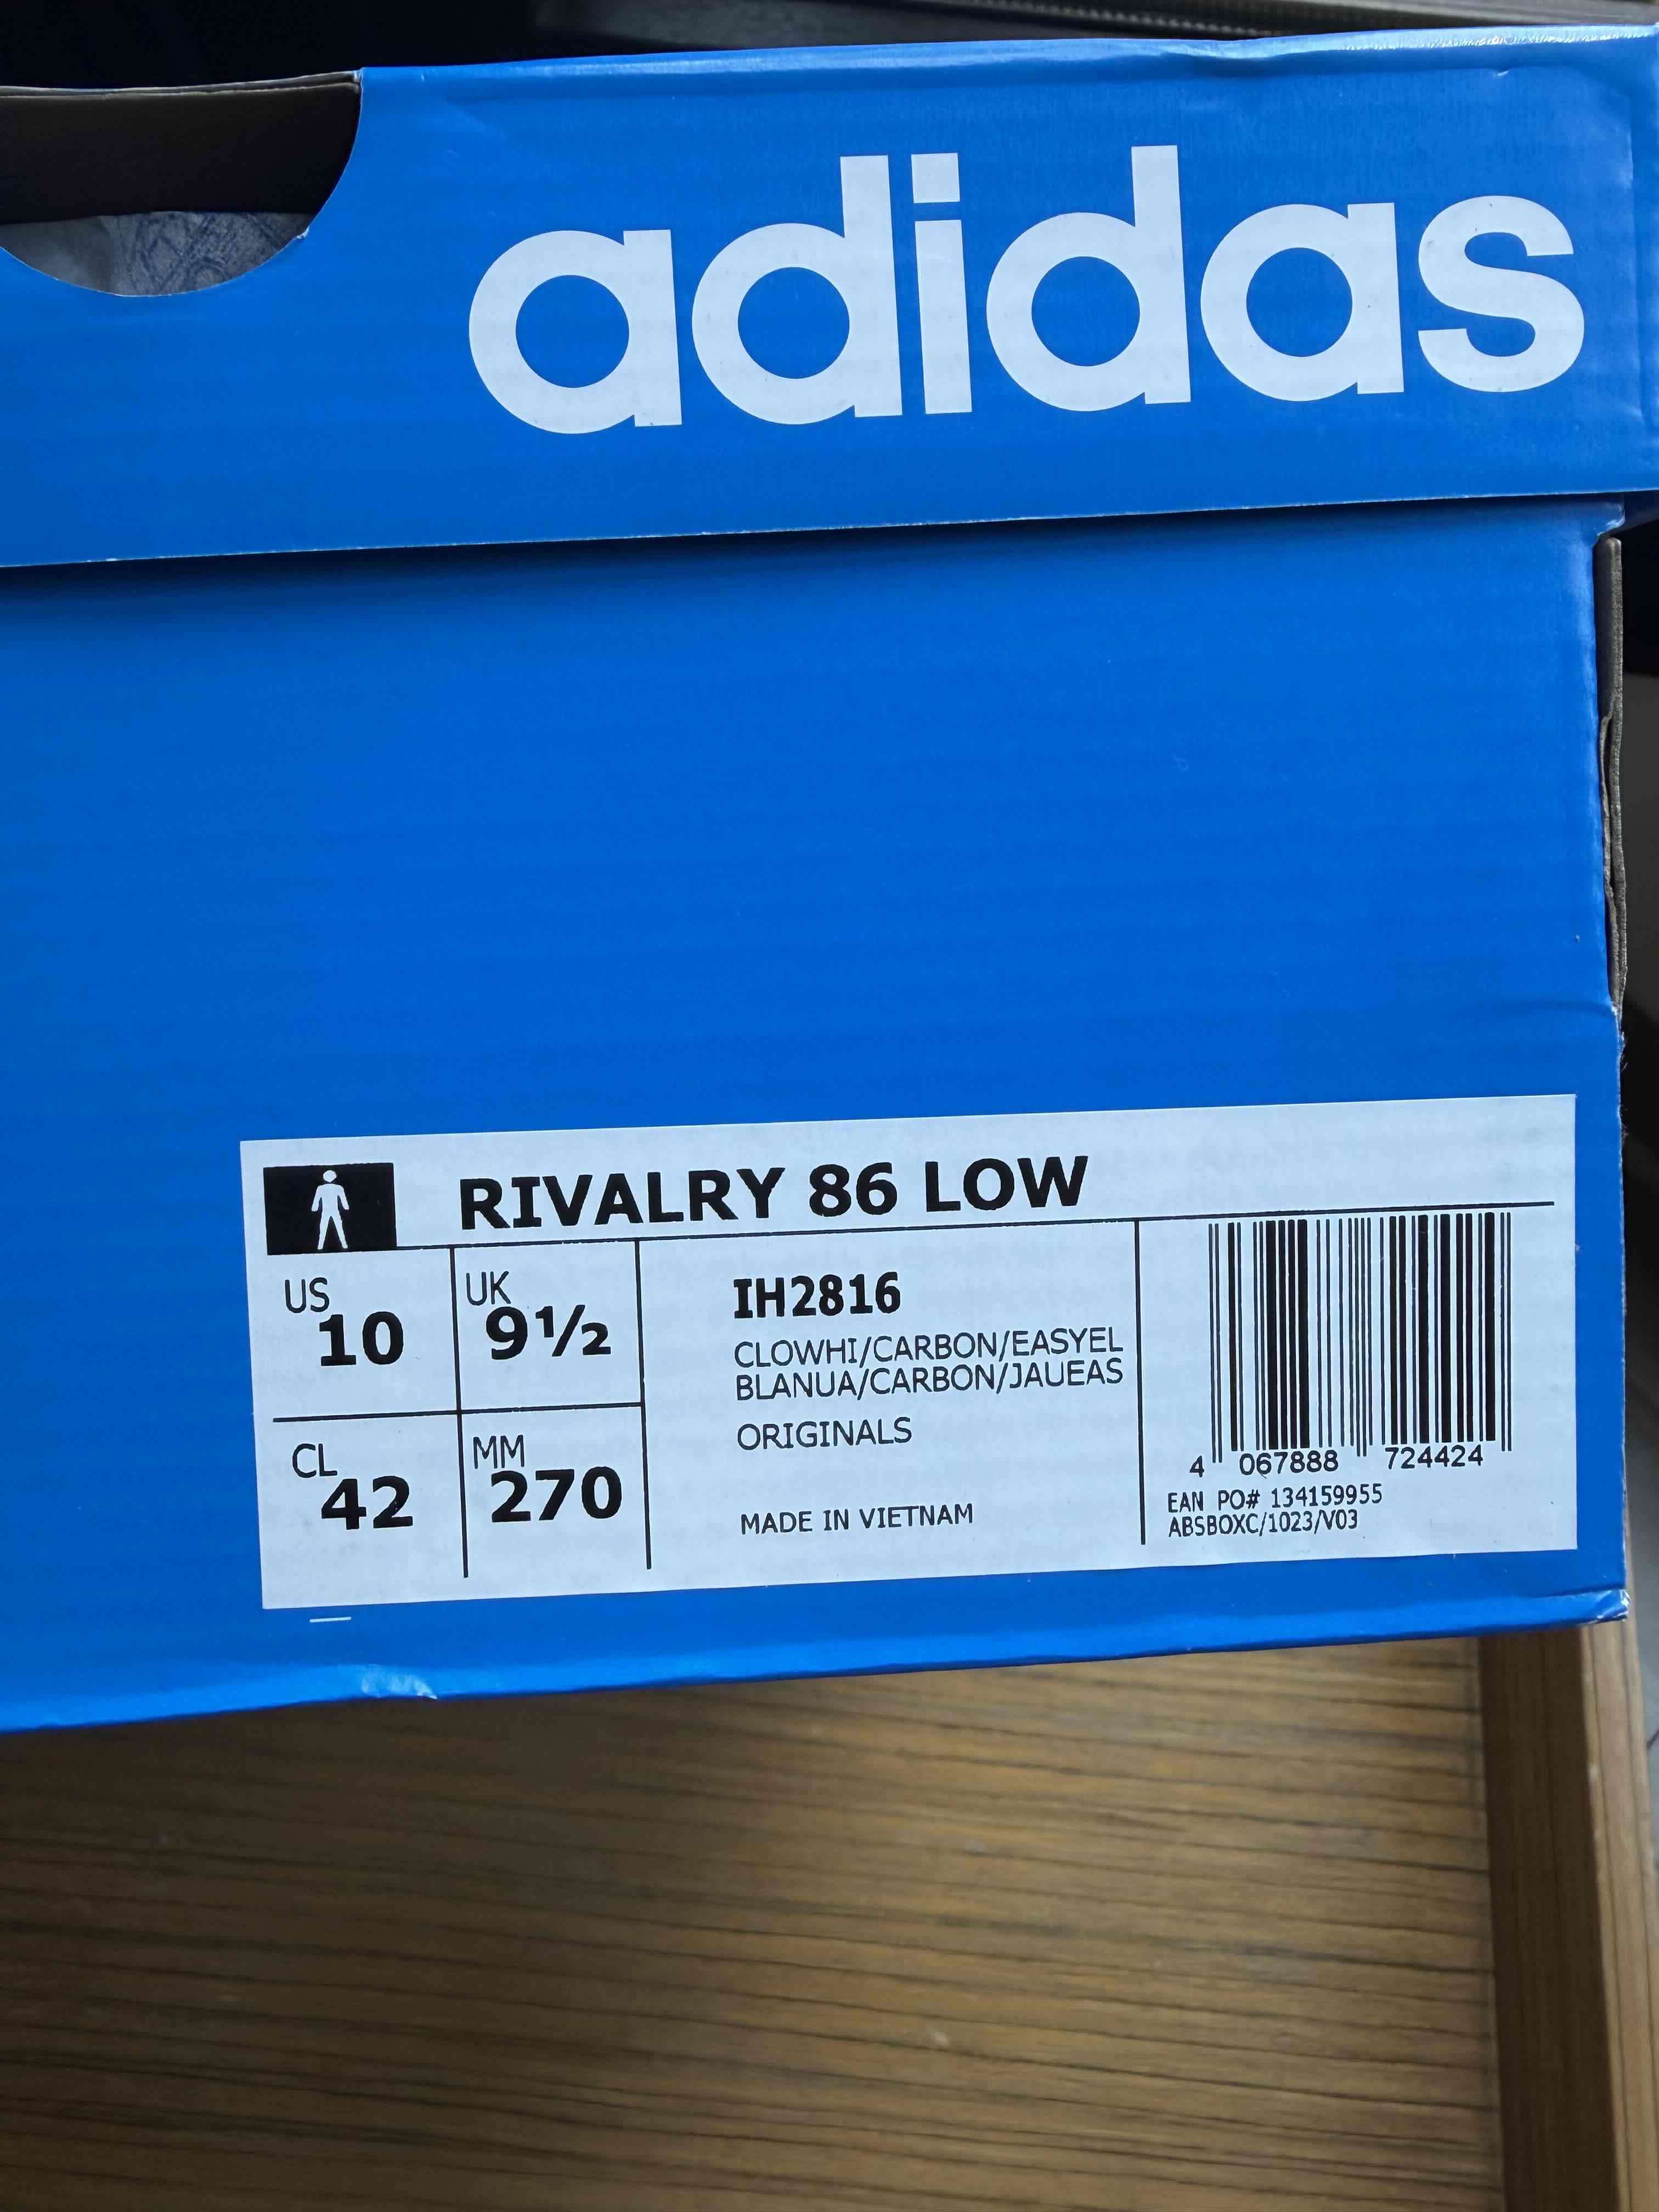 adidas
RIVALRY 86 LOW
US 10
UK 9½
CL 42
MM 270
IH2816
CLOWHI/CARBON/EASYEL
BLANUA/CARBON/JAUEAS
ORIGINALS
MADE IN VIETNAM
4 067888 724424
EAN PO# 134159955
ABSBOXC/1023/V03